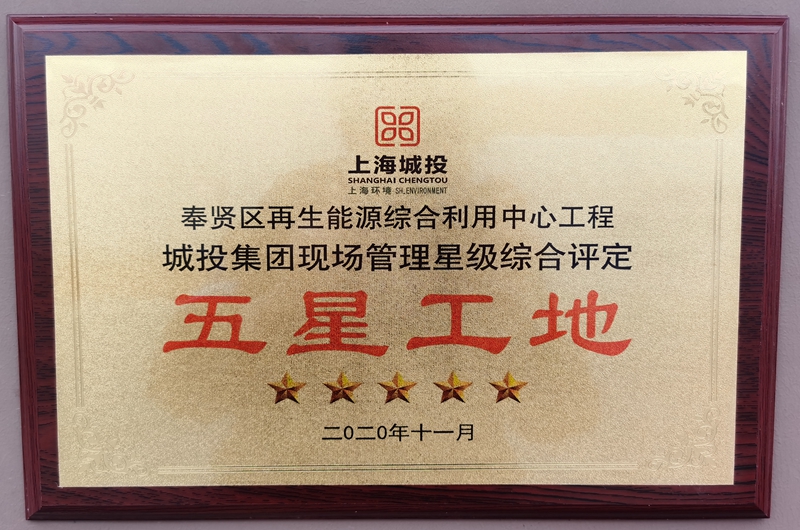 上海城投
SHANGHAI CHENGTOU
上海环境 SH.ENVIRONMENT
奉贤区再生能源综合利用中心工程
城投集团现场管理星级综合评定
五星工地
二0二0年十一月